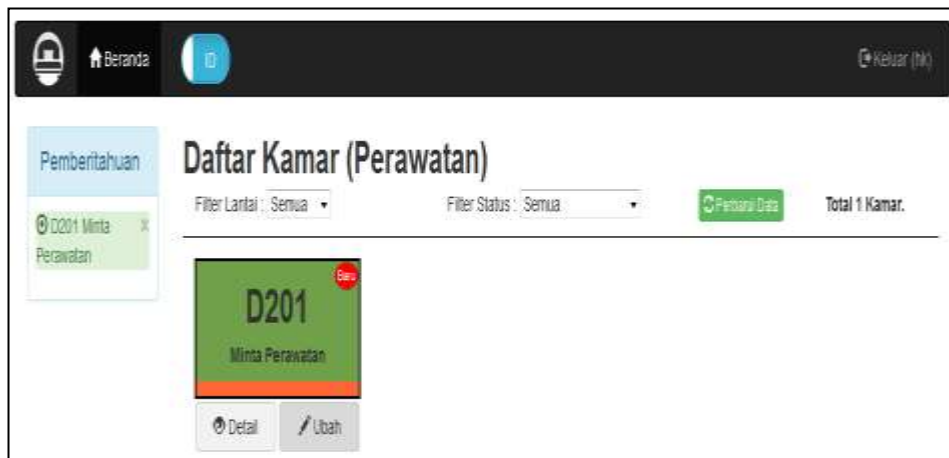 Beranda
ID
Keluar (hk)
Pemberitahuan
D201 Minta
Perawatan
Daftar Kamar (Perawatan)
Filter Lantai : Semua
Filter Status : Semua
Perbarui Data
Total 1 Kamar.
Baru
D201
Minta Perawatan
Detail
Ubah